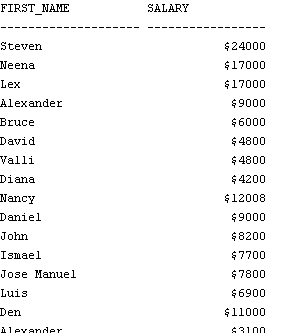 FIRST_NAME SALARY
-------------------- ----------------
Steven $24000
Neena $17000
Lex $17000
Alexander $9000
Bruce $6000
David $4800
Valli $4800
Diana $4200
Nancy $12008
Daniel $9000
John $8200
Ismael $7700
Jose Manuel $7800
Luis $6900
Den $11000
Alexander $3100